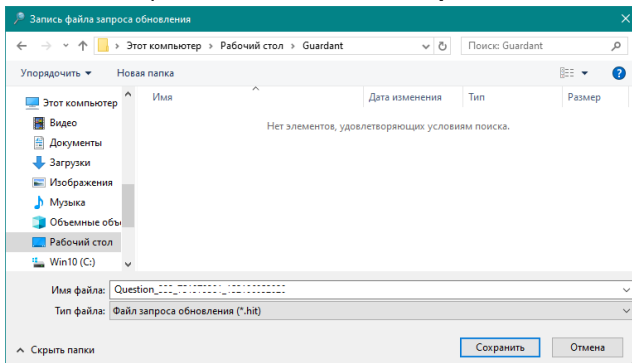 Запись файла запроса обновления
Этот компьютер › Рабочий стол › Guardant
Поиск: Guardant
Упорядочить
Новая папка
Этот компьютер
Видео
Документы
Загрузки
Изображения
Музыка
Объемные объ
Рабочий стол
Win10 (C:)
Имя
Дата изменения
Тип
Размер
Нет элементов, удовлетворяющих условиям поиска.
Имя файла:
Тип файла: Файл запроса обновления (*.hit)
Скрыть папки
Сохранить
Отмена